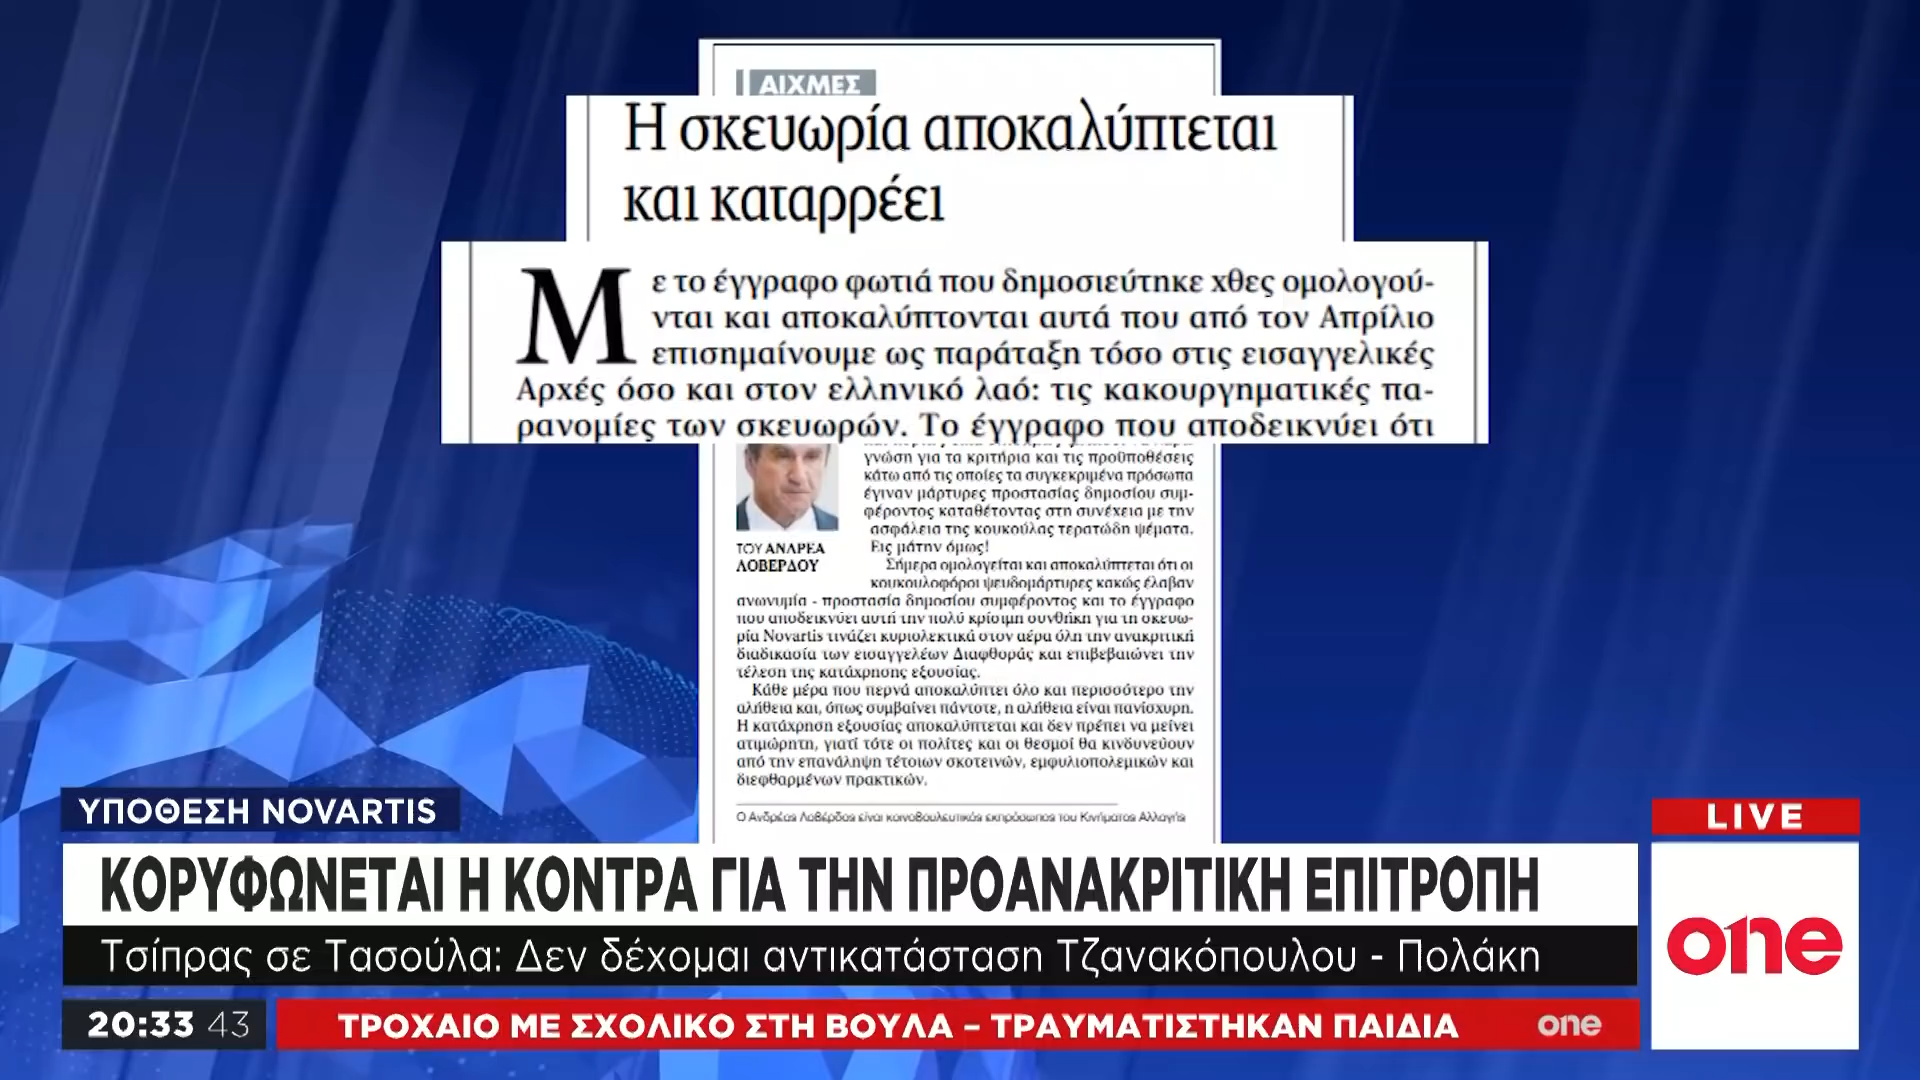 ΑΙΧΜΕΣ
Η σκευωρία αποκαλύπτεται
και καταρρέει
Με το έγγραφο φωτιά που δημοσιεύτηκε χθες ομολογού-
νται και αποκαλύπτονται αυτά που από τον Απρίλιο
επισημαίνουμε ως παράταξη τόσο στις εισαγγελικές
Αρχές όσο και στον ελληνικό λαό: τις κακουργηματικές πα-
ρανομίες των σκευωρών. Το έγγραφο που αποδεικνύει ότι
γνώση για τα κριτήρια και τις προϋποθέσεις
κάτω από τις οποίες τα συγκεκριμένα πρόσωπα
έγιναν μάρτυρες προστασίας δημοσίου συμ-
φέροντος καταθέτοντας στη συνέχεια με την
ασφάλεια της κουκούλας τερατώδη ψέματα.
Εις μάτην όμως!
Σήμερα ομολογείται και αποκαλύπτεται ότι οι
κουκουλοφόροι ψευδομάρτυρες κακώς έλαβαν
ΤΟΥ ΑΝΔΡΕΑ
ΛΟΒΕΡΔΟΥ
ανωνυμία - προστασία δημοσίου συμφέροντος και το έγγραφο
που αποδεικνύει αυτή την πολύ κρίσιμη συνθήκη για τη σκευω-
ρία Novartis τινάζει κυριολεκτικά στον αέρα όλη την ανακριτική
διαδικασία των εισαγγελέων Διαφθοράς και επιβεβαιώνει την
τέλεση της κατάχρησης εξουσίας.
Κάθε μέρα που περνά αποκαλύπτει όλο και περισσότερο την
αλήθεια και, όπως συμβαίνει πάντοτε, η αλήθεια είναι πανίσχυρη.
Η κατάχρηση εξουσίας αποκαλύπτεται και δεν πρέπει να μείνει
ατιμώρητη, γιατί τότε οι πολίτες και οι θεσμοί θα κινδυνεύουν
από την επανάληψη τέτοιων σκοτεινών, εμφυλιοπολεμικών και
διεφθαρμένων πρακτικών.
Ο Ανδρέας Λοβέρδος είναι κοινοβουλευτικός εκπρόσωπος του Κινήματος Αλλαγής
ΥΠΟΘΕΣΗ NOVARTIS
ΚΟΡΥΦΩΝΕΤΑΙ Η ΚΟΝΤΡΑ ΓΙΑ ΤΗΝ ΠΡΟΑΝΑΚΡΙΤΙΚΗ ΕΠΙΤΡΟΠΗ
Τσίπρας σε Τασούλα: Δεν δέχομαι αντικατάσταση Τζανακόπουλου - Πολάκη
20:33 43
ΤΡΟΧΑΙΟ ΜΕ ΣΧΟΛΙΚΟ ΣΤΗ ΒΟΥΛΑ – ΤΡΑΥΜΑΤΙΣΤΗΚΑΝ ΠΑΙΔΙΑ
one
LIVE
one